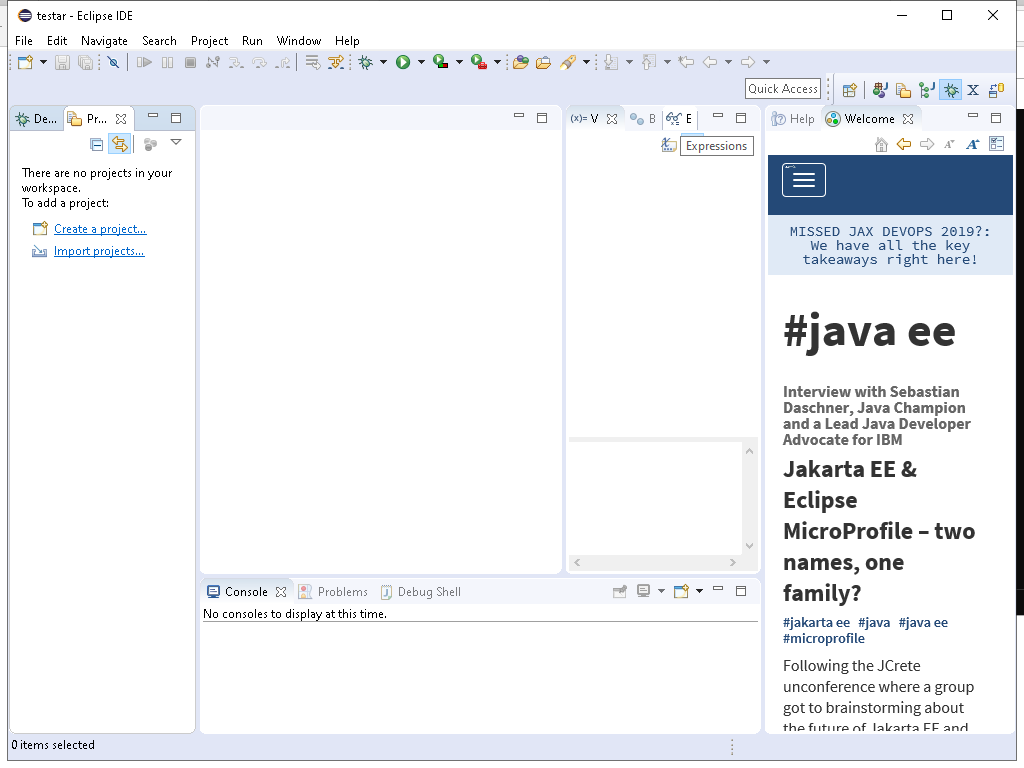 testar - Eclipse IDE
File Edit Navigate Search Project Run Window Help
Quick Access
De... Pr...
(x)= V B E
Help Welcome
Expressions
There are no projects in your
workspace.
To add a project:
Create a project...
Import projects...
MISSED JAX DEVOPS 2019?:
We have all the key
takeaways right here!
#java ee
Interview with Sebastian
Daschner, Java Champion
and a Lead Java Developer
Advocate for IBM
Jakarta EE &
Eclipse
MicroProfile – two
names, one
family?
#jakarta ee #java #java ee
#microprofile
Following the JCrete
unconference where a group
got to brainstorming about
the future of Jakarta EE and
Console Problems Debug Shell
No consoles to display at this time.
0 items selected